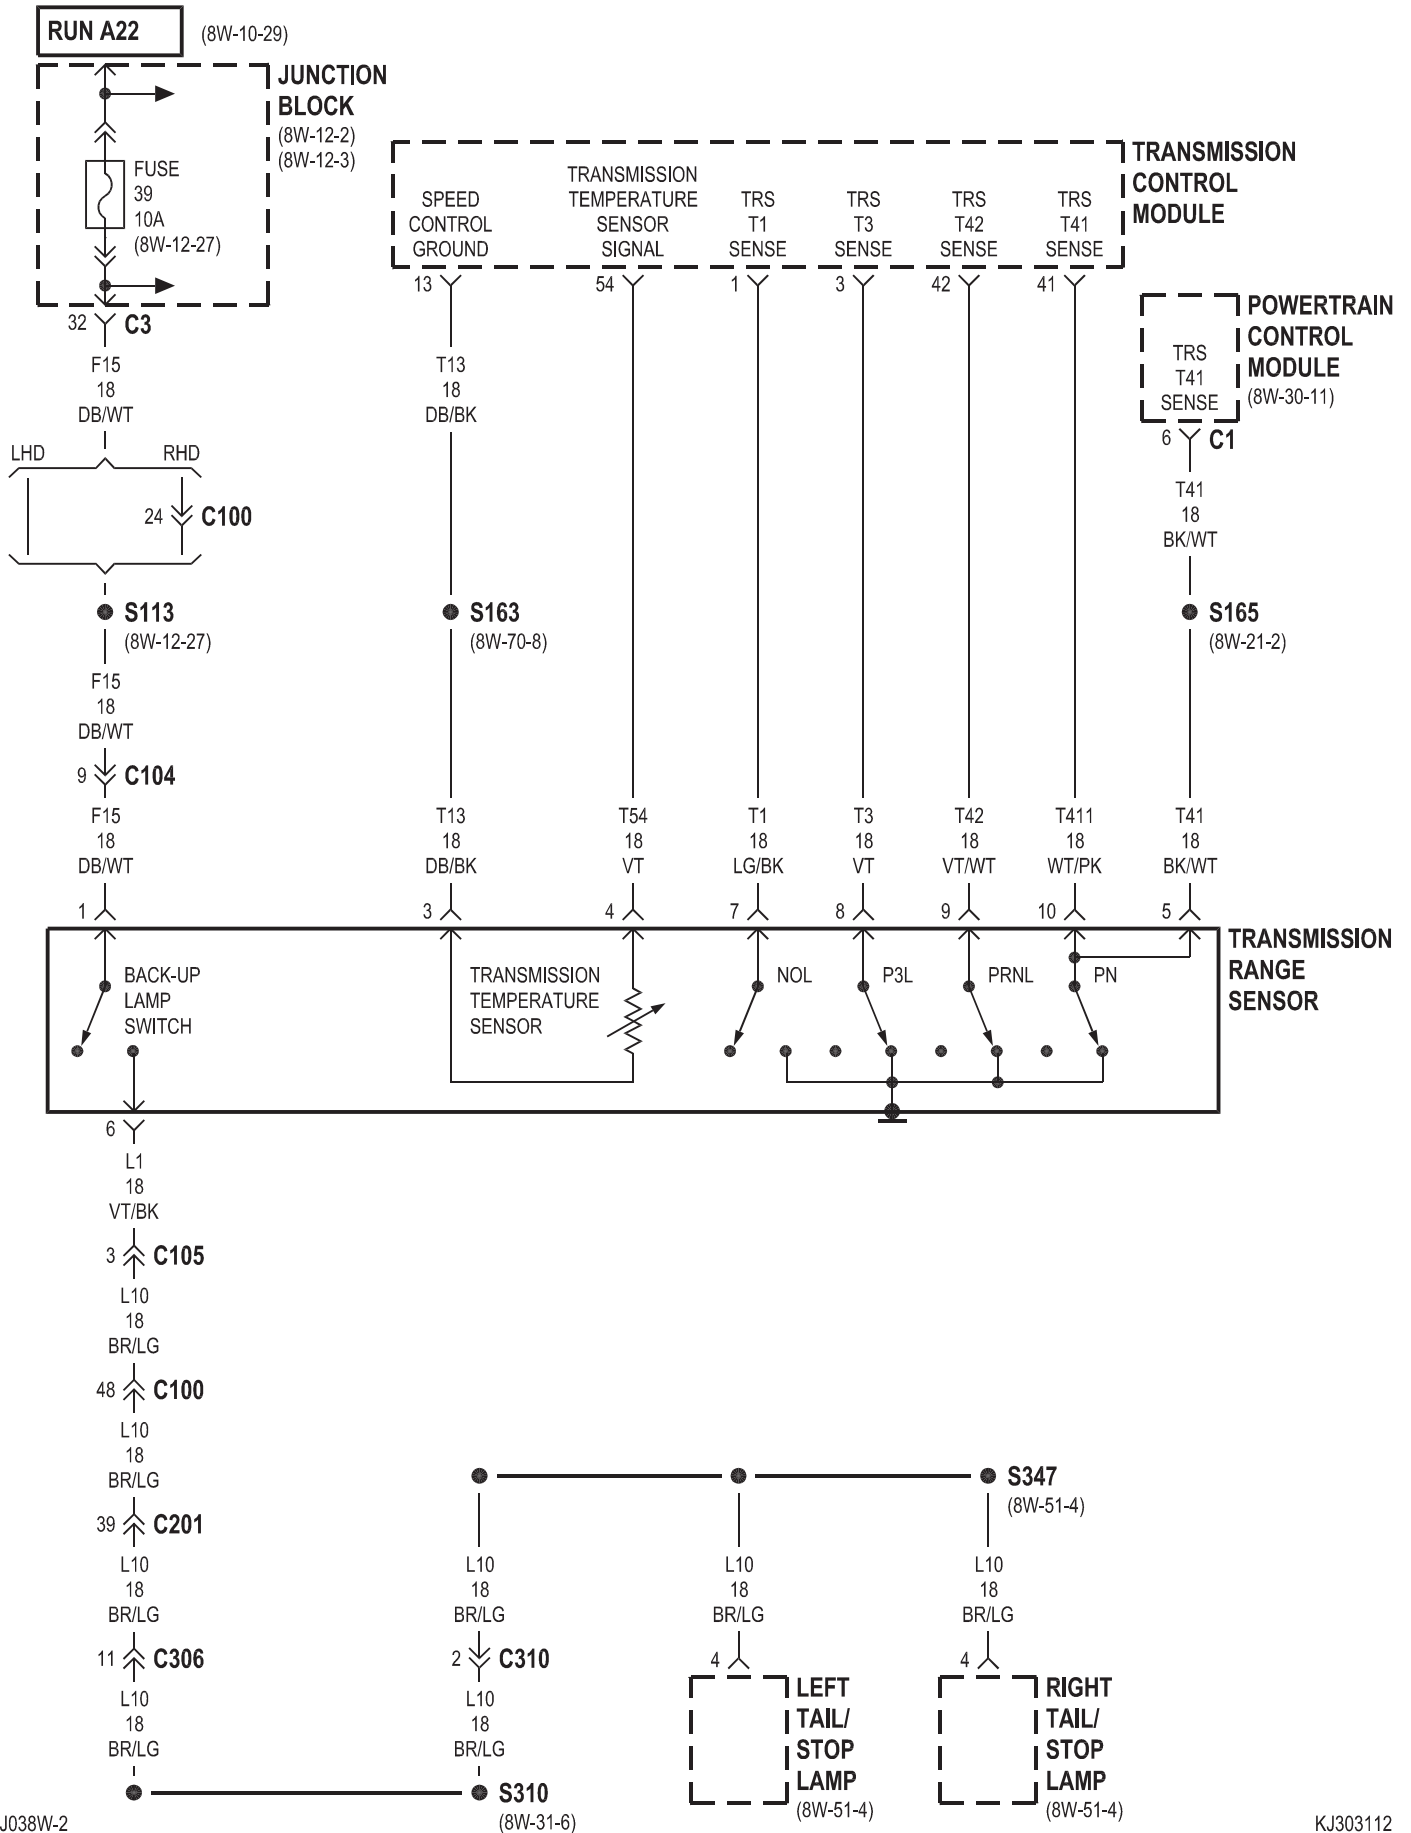 RUN A22
(8W-10-29)
JUNCTION
BLOCK
(8W-12-2)
(8W-12-3)
FUSE
39
10A
(8W-12-27)
32
C3
F15
18
DB/WT
LHD
RHD
24
C100
S113
(8W-12-27)
F15
18
DB/WT
9
C104
F15
18
DB/WT
1
TRANSMISSION
CONTROL
MODULE
SPEED
CONTROL
GROUND
TRANSMISSION
TEMPERATURE
SENSOR
SIGNAL
TRS
T1
SENSE
TRS
T3
SENSE
TRS
T42
SENSE
TRS
T41
SENSE
13
54
1
3
42
41
T13
18
DB/BK
S163
(8W-70-8)
POWERTRAIN
CONTROL
MODULE
(8W-30-11)
TRS
T41
SENSE
6
C1
T41
18
BK/WT
S165
(8W-21-2)
T13
18
DB/BK
3
T54
18
VT
4
T1
18
LG/BK
7
T3
18
VT
8
T42
18
VT/WT
9
T411
18
WT/PK
10
T41
18
BK/WT
5
TRANSMISSION
RANGE
SENSOR
BACK-UP
LAMP
SWITCH
TRANSMISSION
TEMPERATURE
SENSOR
NOL
P3L
PRNL
PN
6
L1
18
VT/BK
3
C105
L10
18
BR/LG
48
C100
L10
18
BR/LG
39
C201
L10
18
BR/LG
11
C306
L10
18
BR/LG
S347
(8W-51-4)
L10
18
BR/LG
2
C310
L10
18
BR/LG
S310
(8W-31-6)
L10
18
BR/LG
4
LEFT
TAIL/
STOP
LAMP
(8W-51-4)
L10
18
BR/LG
4
RIGHT
TAIL/
STOP
LAMP
(8W-51-4)
J038W-2
KJ303112